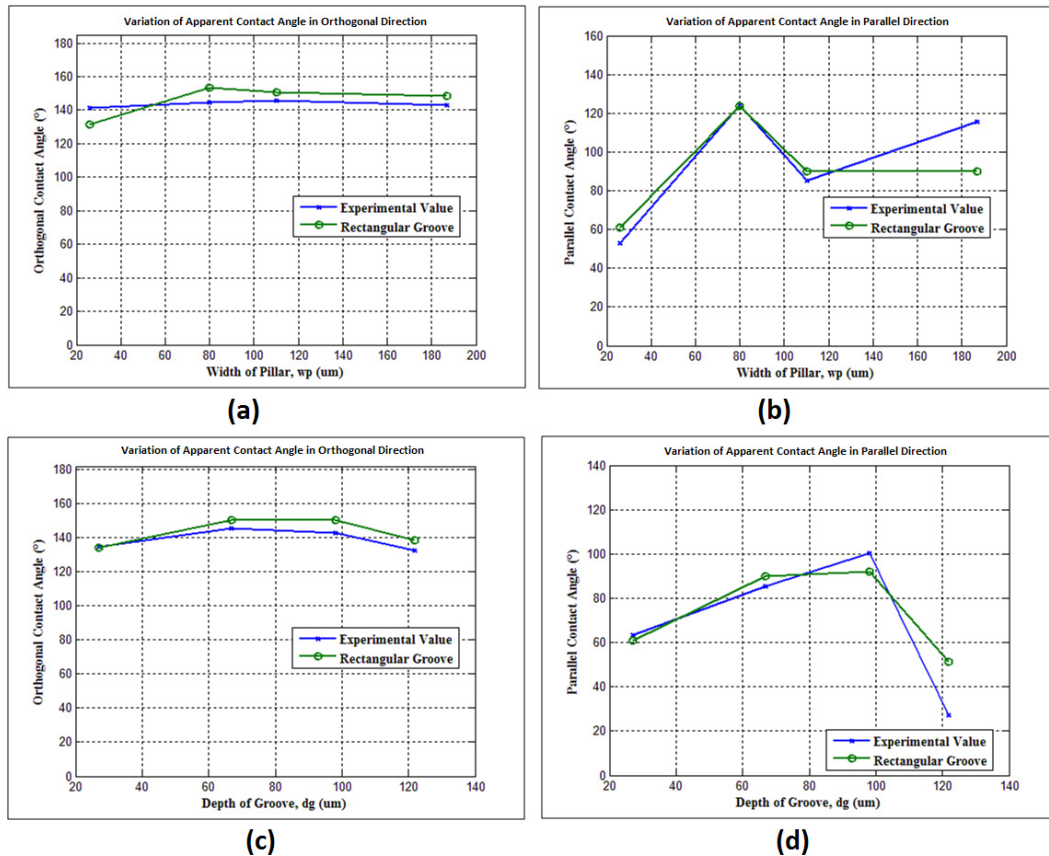 Variation of Apparent Contact Angle in Orthogonal Direction
180
160
140
120
100
80
60
40
20
0
Orthogonal Contact Angle (°)
Experimental Value
Rectangular Groove
20 40 60 80 100 120 140 160 180 200
Width of Pillar, wp (um)
(a)
Variation of Apparent Contact Angle in Parallel Direction
160
140
120
100
80
60
40
20
0
Parallel Contact Angle (°)
Experimental Value
Rectangular Groove
20 40 60 80 100 120 140 160 180 200
Width of Pillar, wp (um)
(b)
Variation of Apparent Contact Angle in Orthogonal Direction
180
160
140
120
100
80
60
40
20
0
Orthogonal Contact Angle (°)
Experimental Value
Rectangular Groove
20 40 60 80 100 120 140
Depth of Groove, dg (um)
(c)
Variation of Apparent Contact Angle in Parallel Direction
140
120
100
80
60
40
20
0
Parallel Contact Angle (°)
Experimental Value
Rectangular Groove
20 40 60 80 100 120 140
Depth of Groove, dg (um)
(d)